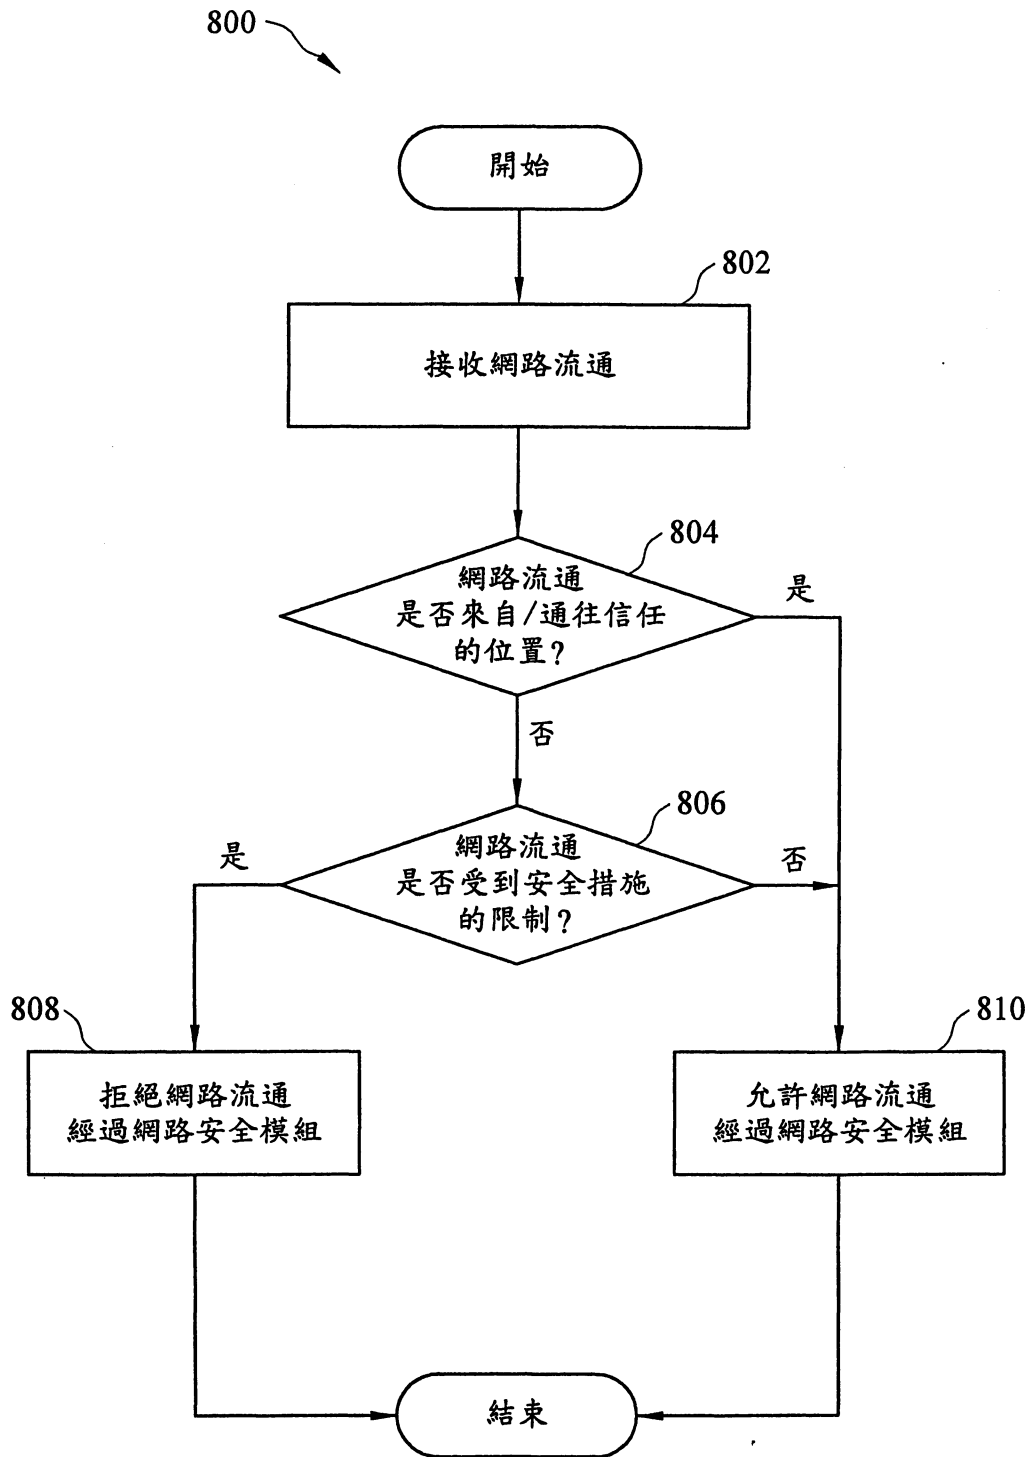 800
開始
802
接收網路流通
804
網路流通
是否來自/通往信任
的位置?
是
否
806
網路流通
是否受到安全措施
的限制?
是
否
808
拒絕網路流通
經過網路安全模組
810
允許網路流通
經過網路安全模組
結束